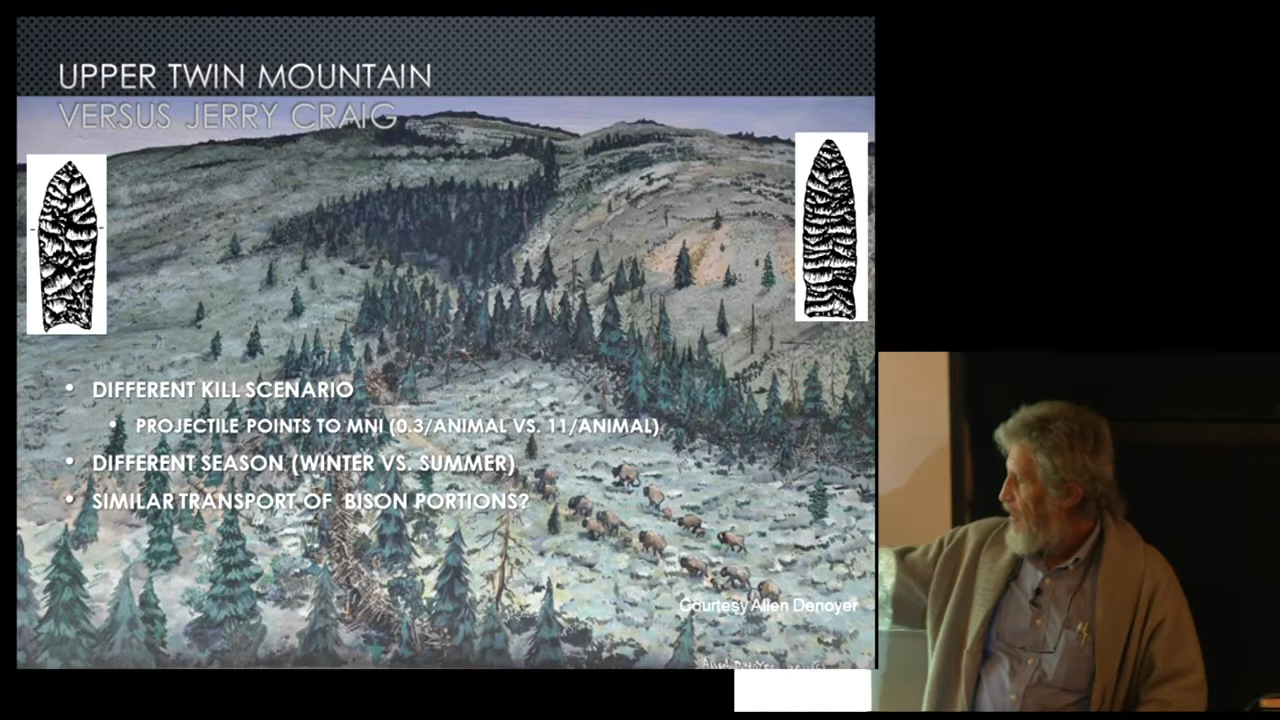 UPPER TWIN MOUNTAIN
VERSUS JERRY CRAIG
• DIFFERENT KILL SCENARIO
• PROJECTILE POINTS TO MNI (0.3/ANIMAL VS. 11/ANIMAL)
• DIFFERENT SEASON (WINTER VS. SUMMER)
• SIMILAR TRANSPORT OF BISON PORTIONS?
Courtesy Allen Denoyer